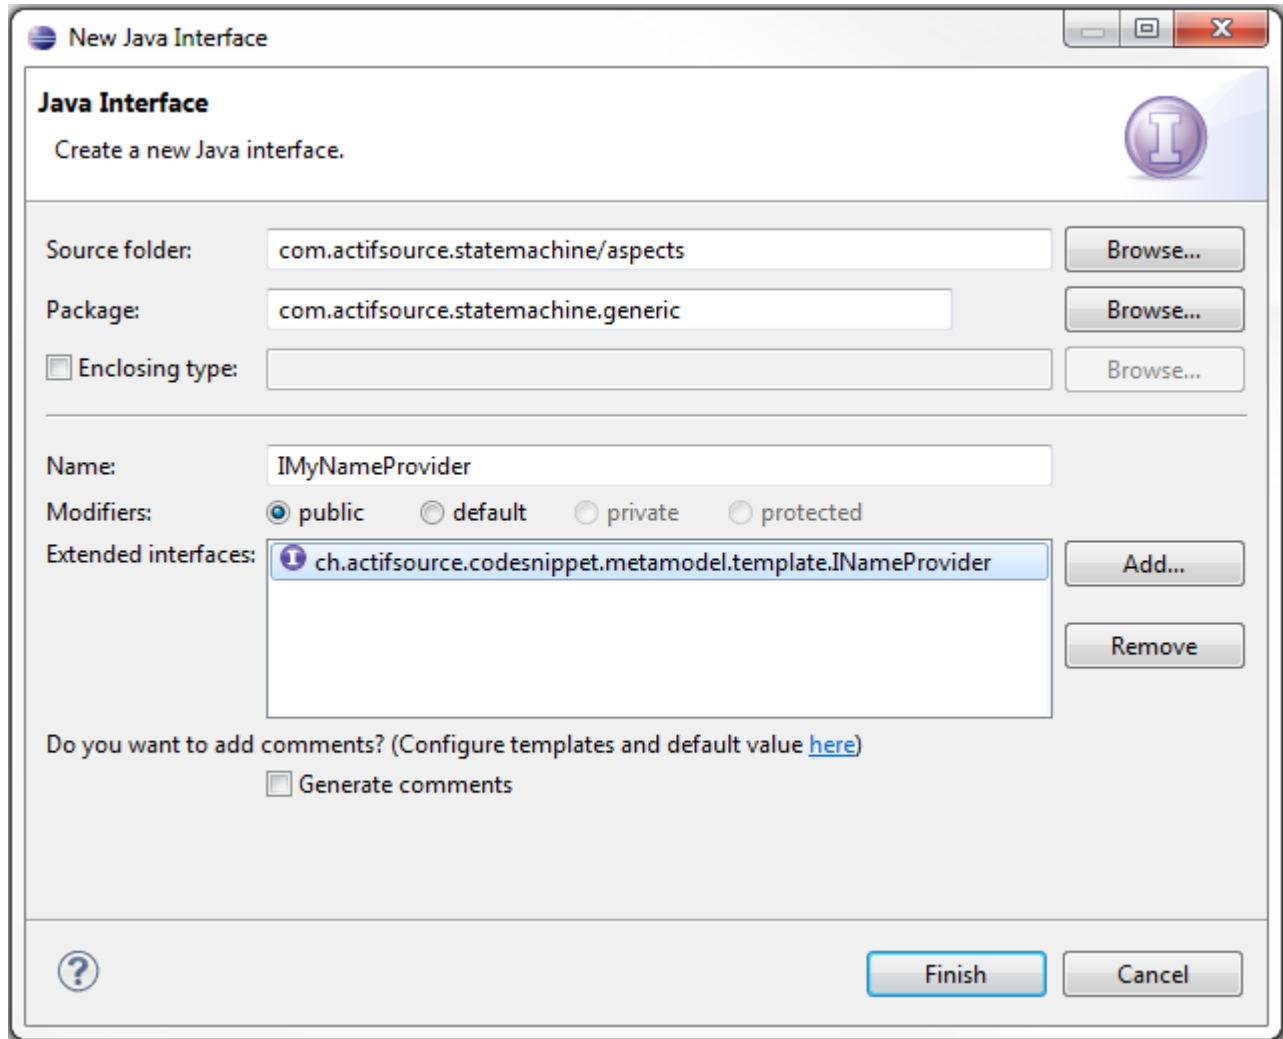 New Java Interface
Java Interface
Create a new Java interface.
Source folder: com.actifsource.statemachine/aspects Browse...
Package: com.actifsource.statemachine.generic Browse...
Enclosing type: Browse...
Name: IMyNameProvider
Modifiers: public default private protected
Extended interfaces: ch.actifsource.codesnippet.metamodel.template.INameProvider Add...
Remove
Do you want to add comments? (Configure templates and default value here)
Generate comments
Finish Cancel